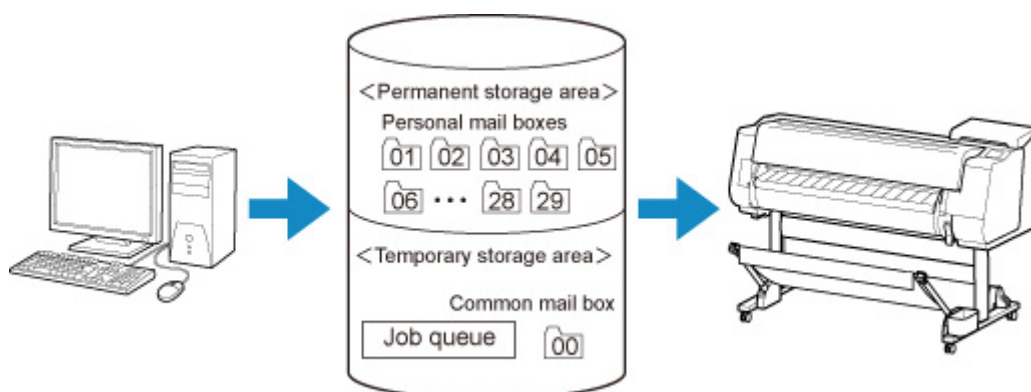 <Permanent storage area>
Personal mail boxes
01 02 03 04 05
06 ••• 28 29
<Temporary storage area>
Common mail box
Job queue 00